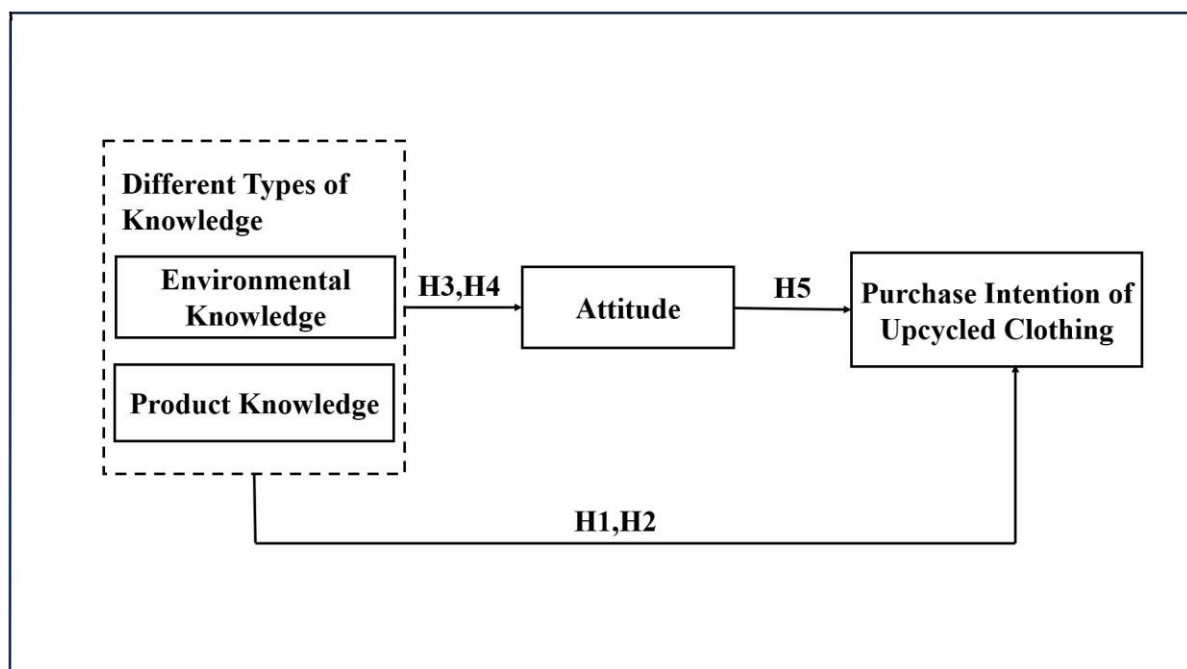 Different Types of
Knowledge
Environmental
Knowledge
H3,H4
Attitude
H5
Purchase Intention of
Upcycled Clothing
Product Knowledge
H1,H2